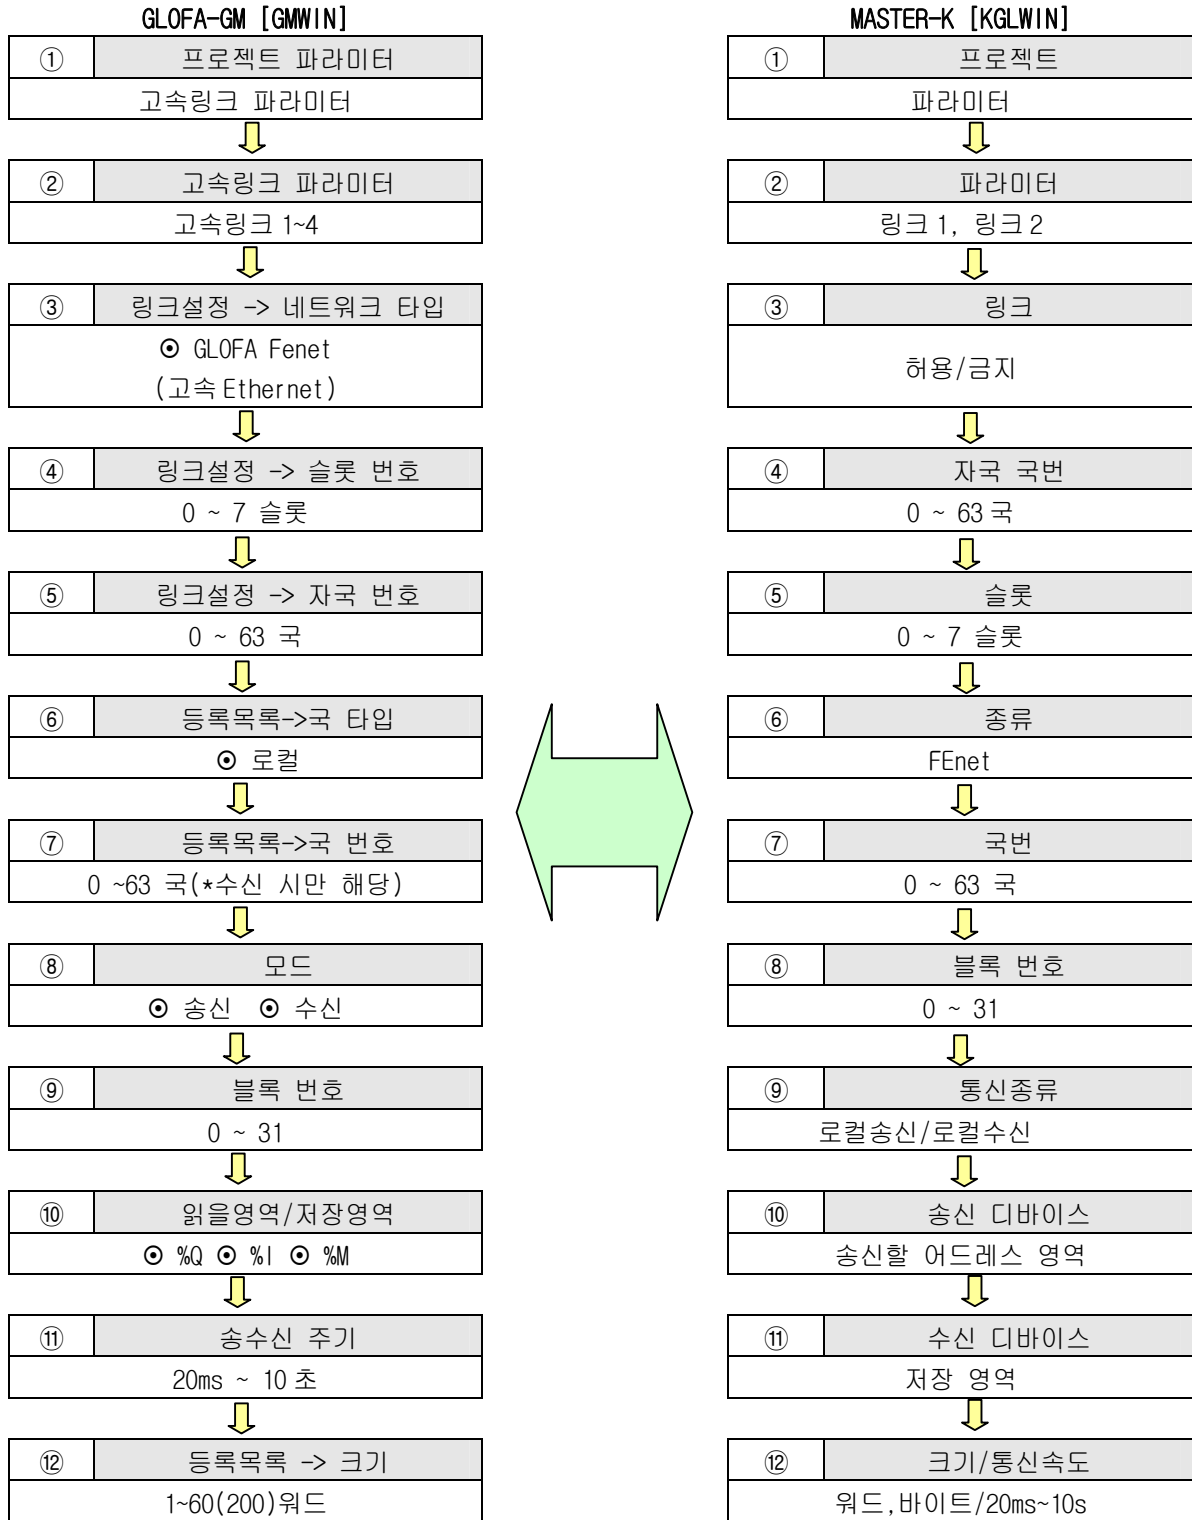 GLOFA-GM [GMWIN]
① 프로젝트 파라미터
고속링크 파라미터
② 고속링크 파라미터
고속링크 1~4
③ 링크설정 -> 네트워크 타입
⊙ GLOFA Fenet
(고속 Ethernet)
④ 링크설정 -> 슬롯 번호
0 ~ 7 슬롯
⑤ 링크설정 -> 자국 번호
0 ~ 63 국
⑥ 등록목록->국 타입
⊙ 로컬
⑦ 등록목록->국 번호
0 ~63 국(*수신 시만 해당)
⑧ 모드
⊙ 송신 ⊙ 수신
⑨ 블록 번호
0 ~ 31
⑩ 읽을영역/저장영역
⊙ %Q ⊙ %I ⊙ %M
⑪ 송수신 주기
20ms ~ 10 초
⑫ 등록목록 -> 크기
1~60(200)워드
MASTER-K [KGLWIN]
① 프로젝트
파라미터
② 파라미터
링크 1, 링크 2
③ 링크
허용/금지
④ 자국 국번
0 ~ 63 국
⑤ 슬롯
0 ~ 7 슬롯
⑥ 종류
FEnet
⑦ 국번
0 ~ 63 국
⑧ 블록 번호
0 ~ 31
⑨ 통신종류
로컬송신/로컬수신
⑩ 송신 디바이스
송신할 어드레스 영역
⑪ 수신 디바이스
저장 영역
⑫ 크기/통신속도
워드,바이트/20ms~10s